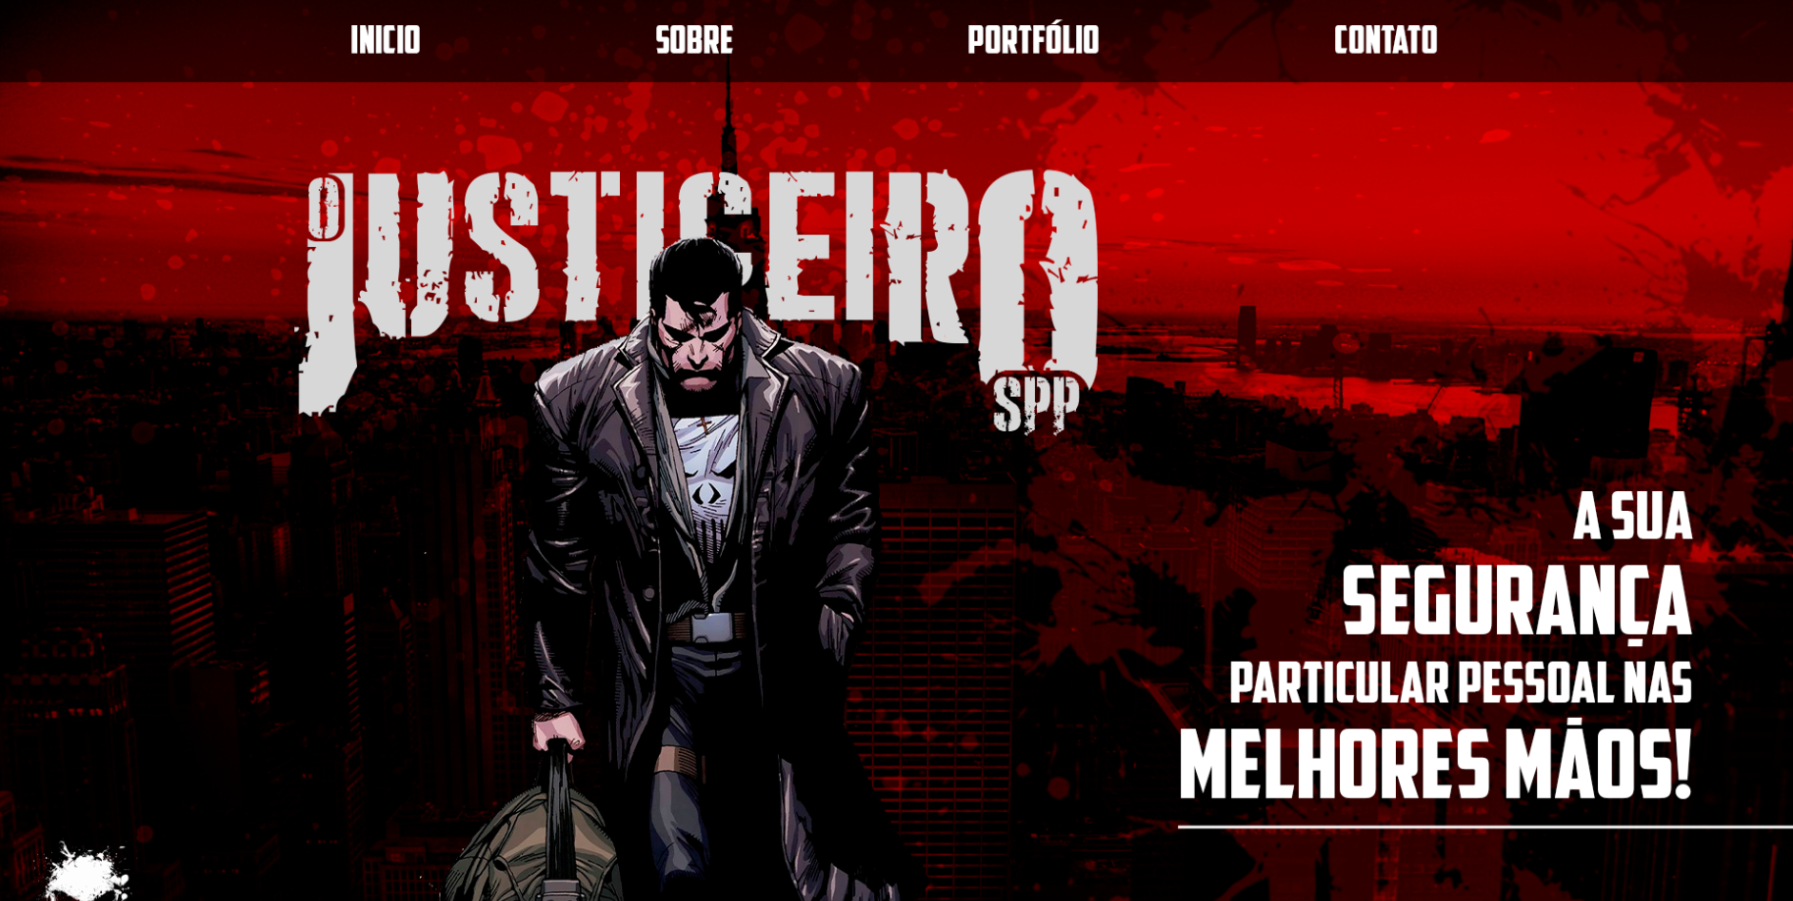 INICIO SOBRE PORTFÓLIO CONTATO
O JUSTICEIRO
SPP
A SUA
SEGURANÇA
PARTICULAR PESSOAL NAS
MELHORES MÃOS!